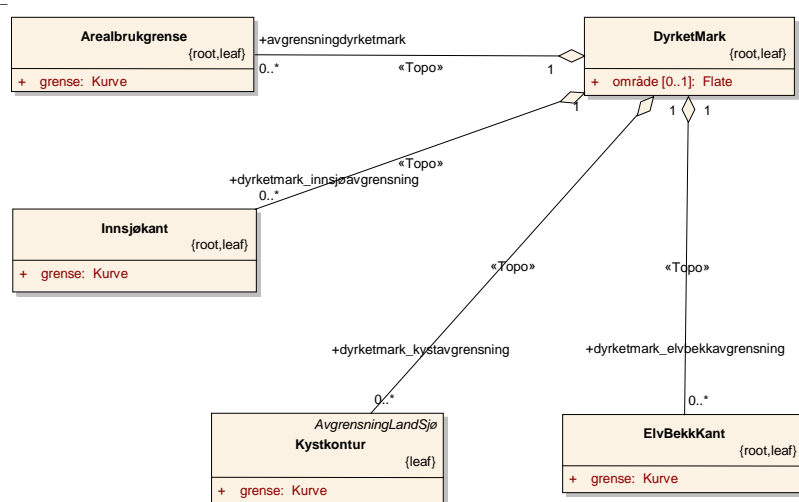 Arealbrukgrense
{root,leaf}
+ grense: Kurve
+avgrensningdyrketmark
0..*
«Topo»
1
DyrketMark
{root,leaf}
+ område [0..1]: Flate
1
1
1
«Topo»
+dyrketmark_innsjøavgrensning
0..*
Innsjøkant
{root,leaf}
+ grense: Kurve
«Topo»
«Topo»
+dyrketmark_kystavgrensning
+dyrketmark_elvbekkavgrensning
0..*
0..*
AvgrensningLandSjø
Kystkontur
{leaf}
+ grense: Kurve
ElvBekkKant
{root,leaf}
+ grense: Kurve